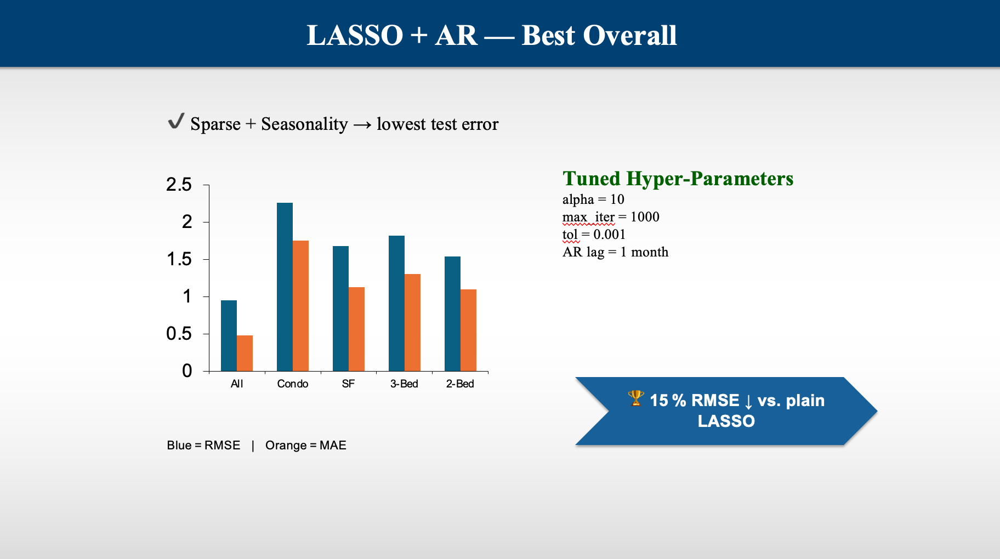 LASSO + AR — Best Overall
✔ Sparse + Seasonality → lowest test error
2.5
2
1.5
1
0.5
0
All Condo SF 3-Bed 2-Bed
Blue = RMSE | Orange = MAE
Tuned Hyper-Parameters
alpha = 10
max_iter = 1000
tol = 0.001
AR lag = 1 month
🏆 15 % RMSE ↓ vs. plain
LASSO